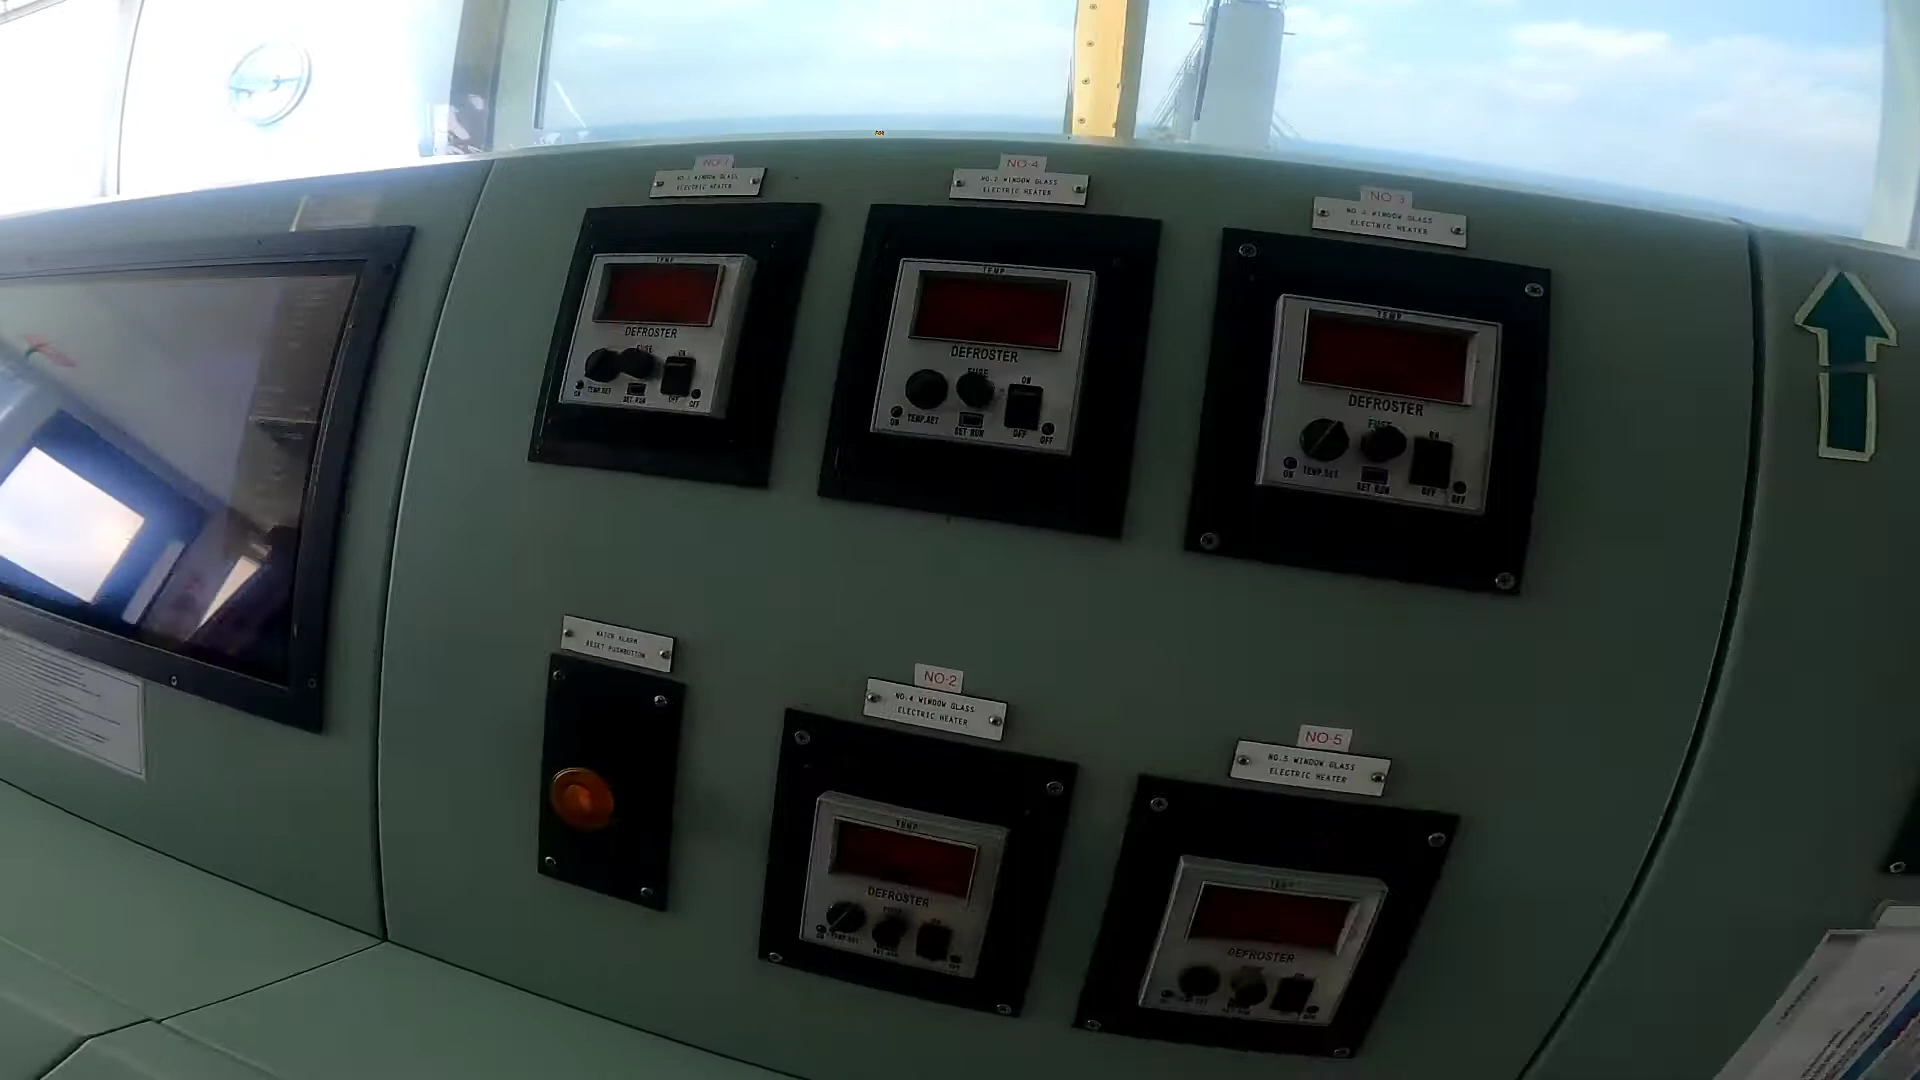 NO-1
NO.1 WINDOW GLASS
ELECTRIC HEATER
TEMP
DEFROSTER
FUSE
ON
ON
TEMP.SET
SET RUN
OFF
OFF
NO-4
NO.2 WINDOW GLASS
ELECTRIC HEATER
TEMP
DEFROSTER
FUSE
ON
ON
TEMP.SET
SET RUN
OFF
OFF
NO-3
WINDOW GLASS
ELECTRIC HEATER
TEMP
DEFROSTER
FUSE
ON
ON
TEMP.SET
SET RUN
OFF
OFF
WATCH ALARM
RESET PUSHBUTTON
NO-2
NO.4 WINDOW GLASS
ELECTRIC HEATER
TEMP
DEFROSTER
NO-5
NO.5 WINDOW GLASS
ELECTRIC HEATER
TEMP
DEFROSTER